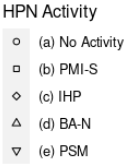 HPN Activity
(a) No Activity
(b) PMI-S
(c) IHP
(d) BA-N
(e) PSM